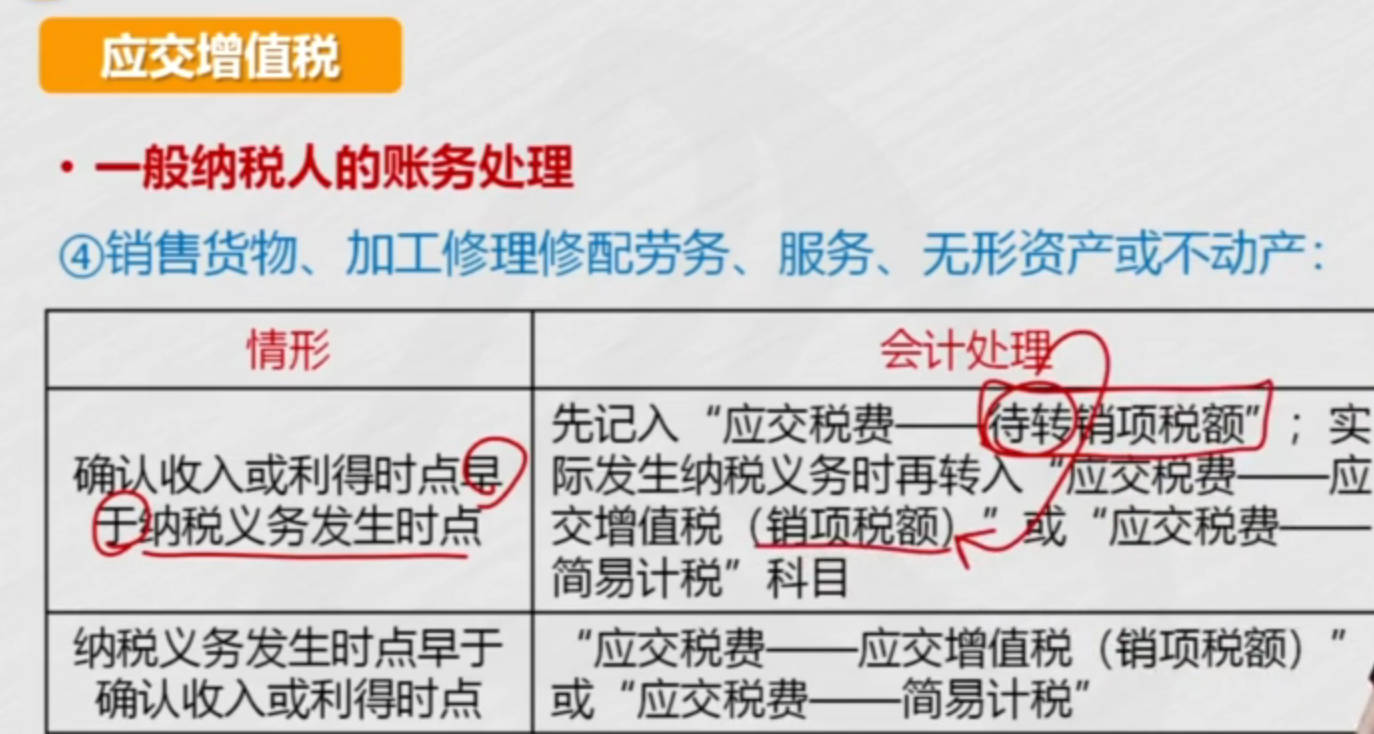 应交增值税
• 一般纳税人的账务处理
④销售货物、加工修理修配劳务、服务、无形资产或不动产：
情形
会计处理
确认收入或利得时点早
于纳税义务发生时点
先记入“应交税费——待转销项税额”；实
际发生纳税义务时再转入“应交税费——应
交增值税（销项税额）”或“应交税费——
简易计税”科目
纳税义务发生时点早于
确认收入或利得时点
“应交税费——应交增值税（销项税额）”
或“应交税费——简易计税”